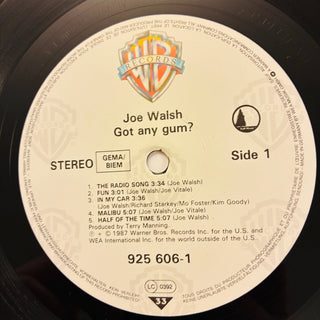 WB
RECORDS
Joe Walsh
Got any gum?
STEREO
GEMA/
BIEM
Side 1
1. THE RADIO SONG 3:34 (Joe Walsh)
2. FUN 3:01 (Joe Walsh/Joe Vitale)
3. IN MY CAR 3:36
(Joe Walsh/Richard Starkey/Mo Foster/Kim Goody)
4. MALIBU 5:07 (Joe Walsh/Joe Vitale)
5. HALF OF THE TIME 5:07 (Joe Walsh)
Produced by Terry Manning.
℗ + © 1987 Warner Bros. Records Inc. for the U.S. and
WEA International Inc. for the world outside of the U.S.
925 606-1
LC 0392
33